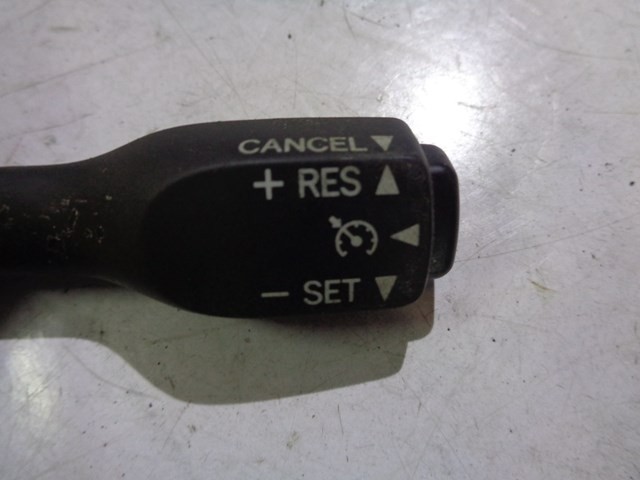 CANCEL ▼
+ RES ▲
◀
− SET ▼